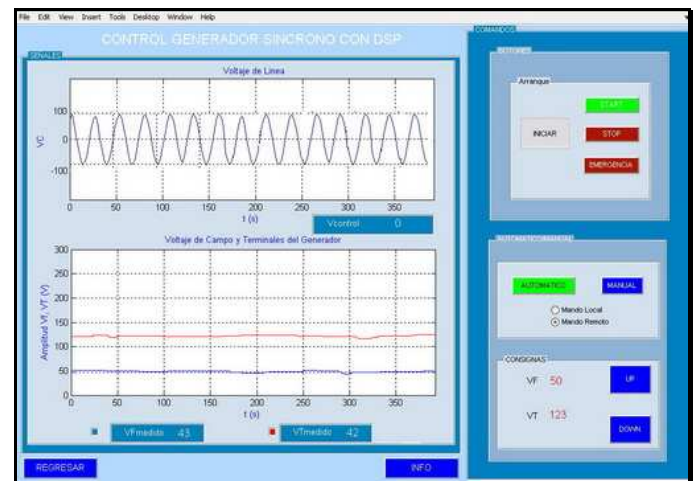 File Edit View Insert Tools Desktop Window Help
CONTROL GENERADOR SINCRONO CON DSP
SEÑALES
Voltaje de Linea
VC
100
0
-100
0 50 100 150 200 250 300 350
t (s)
Vcontrol 0
Voltaje de Campo y Terminales del Generador
Amplitud Vf, VT (V)
300
250
200
150
100
50
0
0 50 100 150 200 250 300 350
t (s)
VFmedido 43
VTmedido 42
REGRESAR
INFO
COMANDOS
Arranque
INICIAR
START
STOP
EMERGENCIA
AUTOMATICO
MANUAL
Mando Local
Mando Remoto
CONSIGNAS
VF 50
UP
VT 123
DOWN